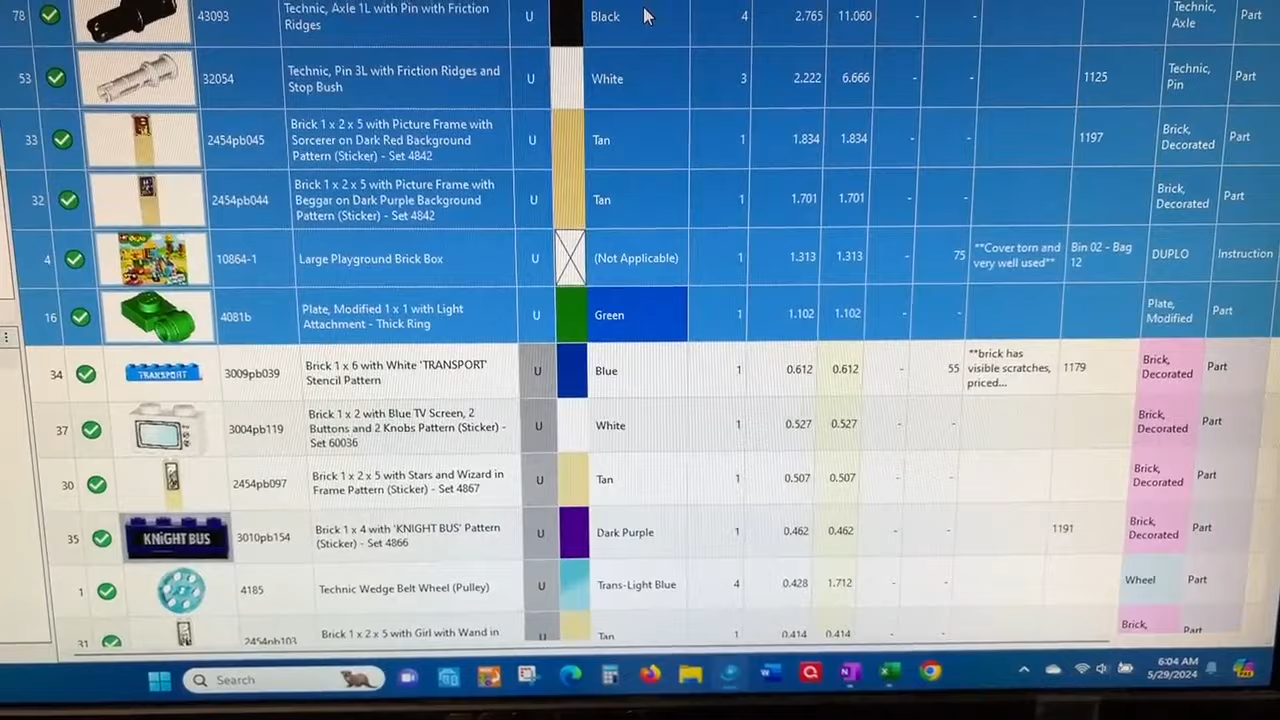 78 43093 Technic, Axle 1L with Pin with Friction Ridges U Black 4 2.765 11.060 - - Technic, Axle Part
53 32054 Technic, Pin 3L with Friction Ridges and Stop Bush U White 3 2.222 6.666 - - 1125 Technic, Pin Part
33 2454pb045 Brick 1 x 2 x 5 with Picture Frame with Sorcerer on Dark Red Background Pattern (Sticker) - Set 4842 U Tan 1 1.834 1.834 - - 1197 Brick, Decorated Part
32 2454pb044 Brick 1 x 2 x 5 with Picture Frame with Beggar on Dark Purple Background Pattern (Sticker) - Set 4842 U Tan 1 1.701 1.701 - - Brick, Decorated Part
4 10864-1 Large Playground Brick Box U (Not Applicable) 1 1.313 1.313 - 75 **Cover torn and very well used** Bin 02 - Bag 12 DUPLO Instruction
16 4081b Plate, Modified 1 x 1 with Light Attachment - Thick Ring U Green 1 1.102 1.102 - - Plate, Modified Part
34 TRANSPORT 3009pb039 Brick 1 x 6 with White 'TRANSPORT' Stencil Pattern U Blue 1 0.612 0.612 - 55 **brick has visible scratches, priced... 1179 Brick, Decorated Part
37 3004pb119 Brick 1 x 2 with Blue TV Screen, 2 Buttons and 2 Knobs Pattern (Sticker) - Set 60036 U White 1 0.527 0.527 - - Brick, Decorated Part
30 2454pb097 Brick 1 x 2 x 5 with Stars and Wizard in Frame Pattern (Sticker) - Set 4867 U Tan 1 0.507 0.507 - - Brick, Decorated Part
35 KNIGHT BUS 3010pb154 Brick 1 x 4 with 'KNIGHT BUS' Pattern (Sticker) - Set 4866 U Dark Purple 1 0.462 0.462 - - 1191 Brick, Decorated Part
1 4185 Technic Wedge Belt Wheel (Pulley) U Trans-Light Blue 4 0.428 1.712 - - Wheel Part
31 2454pb103 Brick 1 x 2 x 5 with Girl with Wand in U Tan 1 0.414 0.414 - - Brick, Part
Search
6:04 AM
5/29/2024